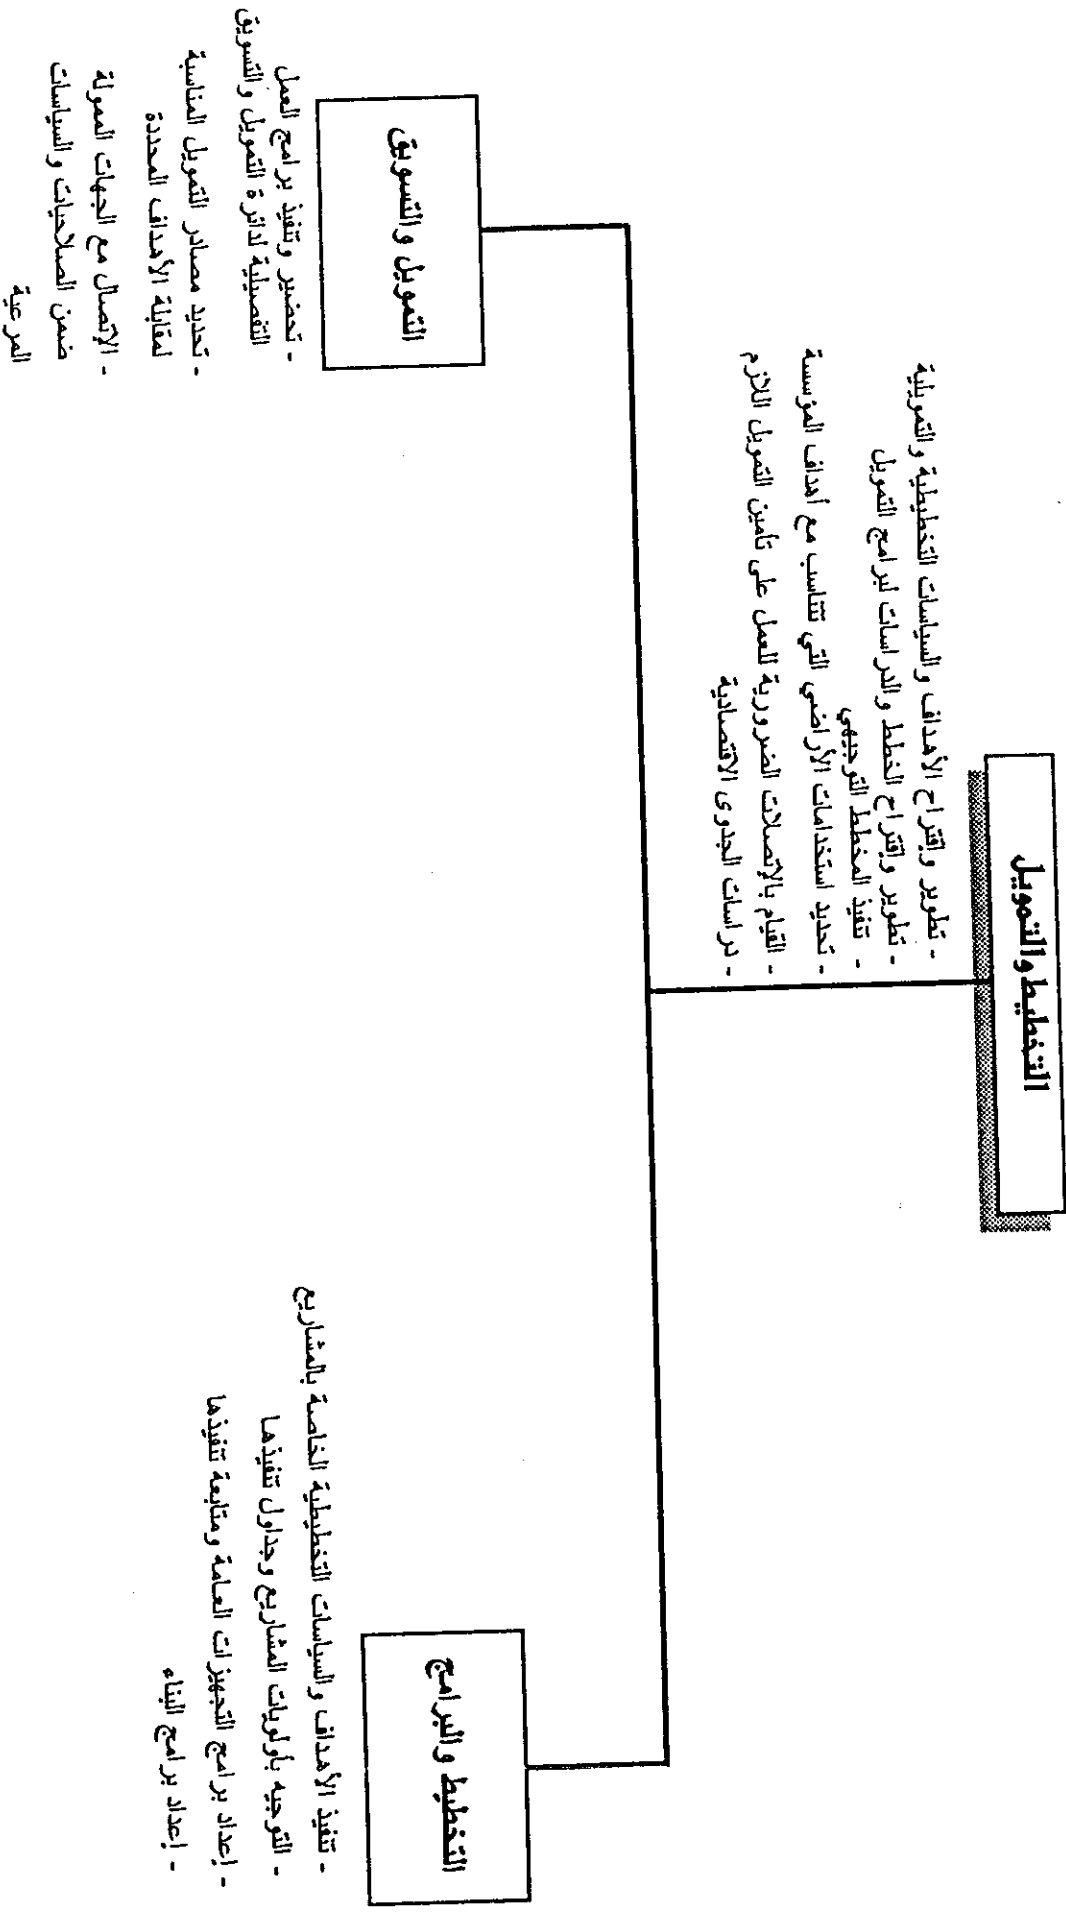 التخطيط والتمويل
- تطوير وإقتراح الأهداف والسياسات التخطيطية والتمويلية
- تطوير وإقتراح الخطط والدراسات لبرامج التمويل
- تنفيذ المخطط التوجيهي
- تحديد استخدامات الأراضي التي تتناسب مع أهداف المؤسسة
- القيام بالإتصلات الضرورية للعمل على تأمين التمويل اللازم
- دراسات الجدوى الاقتصادية
التخطيط والبرامج
- تنفيذ الأهداف والسياسات التخطيطية الخاصة بالمشاريع
- التوجيه بأولويات المشاريع وجداول تنفيذها
- إعداد برامج التجهيزات العامة ومتابعة تنفيذها
- إعداد برامج البناء
التمويل والتسويق
- تحضير وتنفيذ برامج العمل
التفصيلية لدائرة التمويل والتسويق
- تحديد مصادر التمويل المناسبة
لمقابلة الأهداف المحددة
- الإتصال مع الجهات الممولة
ضمن الصلاحيات والسياسات
المرعية